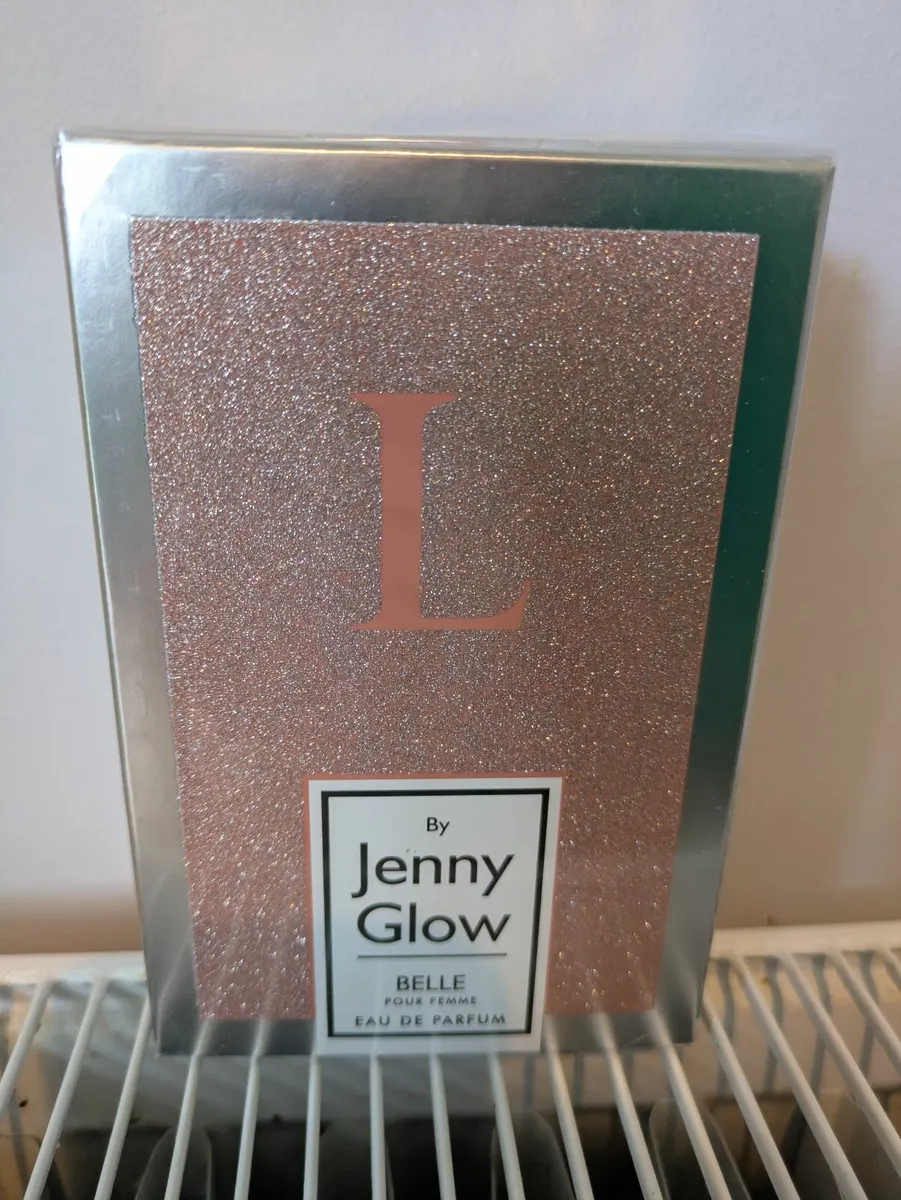 L
By
Jenny
Glow
BELLE
POUR FEMME
EAU DE PARFUM